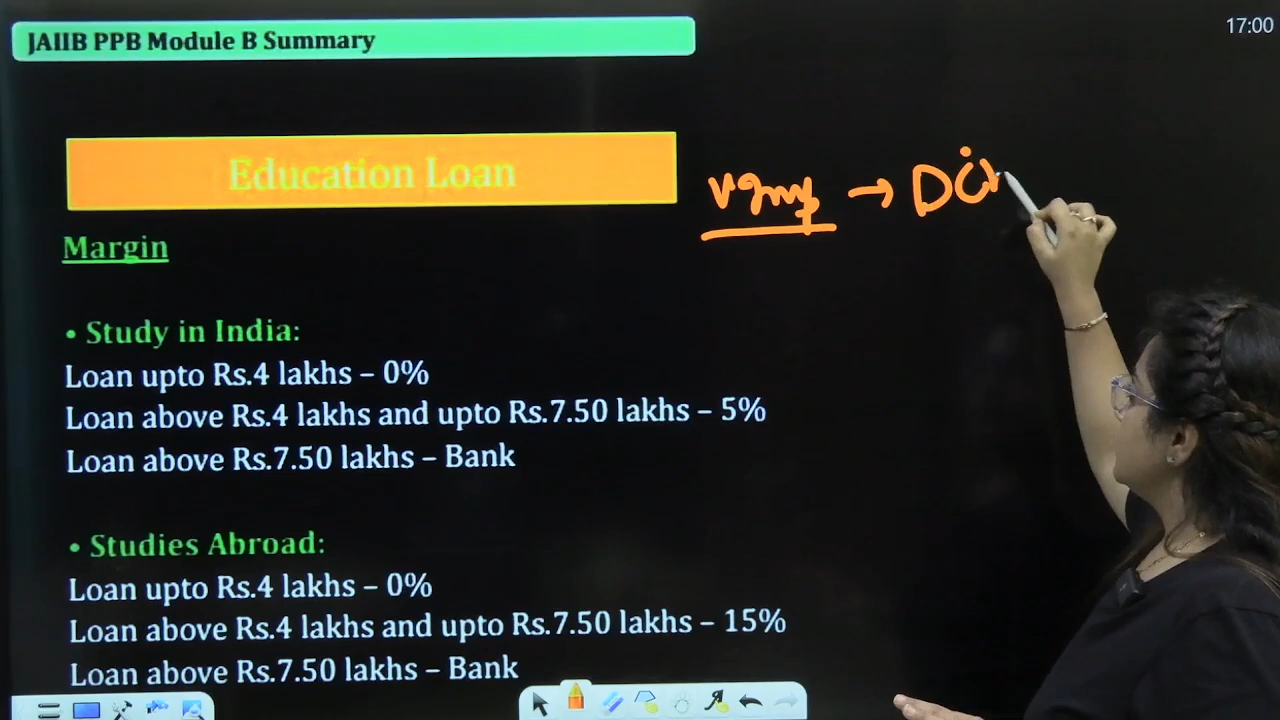 JAIIB PPB Module B Summary
17:00
Education Loan
Margin
• Study in India:
Loan upto Rs.4 lakhs – 0%
Loan above Rs.4 lakhs and upto Rs.7.50 lakhs – 5%
Loan above Rs.7.50 lakhs – Bank
• Studies Abroad:
Loan upto Rs.4 lakhs – 0%
Loan above Rs.4 lakhs and upto Rs.7.50 lakhs – 15%
Loan above Rs.7.50 lakhs – Bank